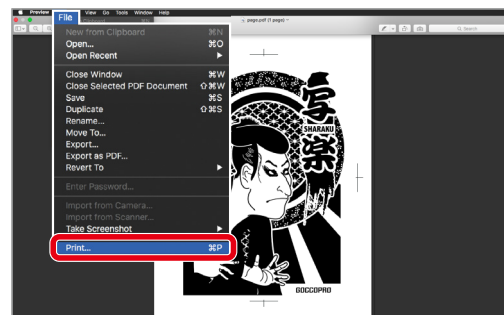 Preview File View Go Tools Window Help
page.pdf (1 page)
Search
New from Clipboard ⌘N
Open... ⌘O
Open Recent ▶
Close Window ⌘W
Close Selected PDF Document ⇧⌘W
Save ⌘S
Duplicate ⇧⌘S
Rename...
Move To...
Export...
Export as PDF...
Revert To ▶
Enter Password...
Import from Camera...
Import from Scanner...
Take Screenshot ▶
Print... ⌘P
写
SHARAKU
楽
GOCCOPRO